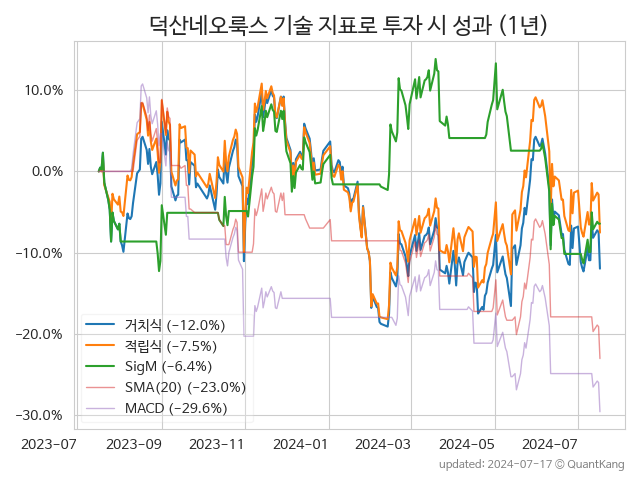 덕산네오룩스 기술 지표로 투자 시 성과 (1년)
10.0%
0.0%
−10.0%
−20.0%
−30.0%
거치식 (−12.0%)
적립식 (−7.5%)
SigM (−6.4%)
SMA(20) (−23.0%)
MACD (−29.6%)
2023-07
2023-09
2023-11
2024-01
2024-03
2024-05
2024-07
updated: 2024-07-17 © QuantKang